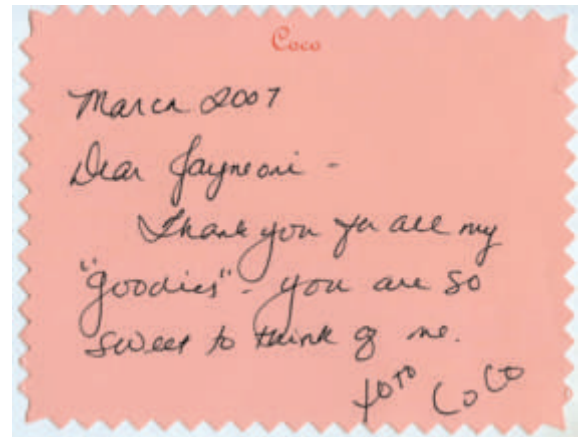 Coco
March 2007
Dear Jayneoni -
Thank you for all my
"goodies" - you are so
sweet to think of me.
XOXO COCO